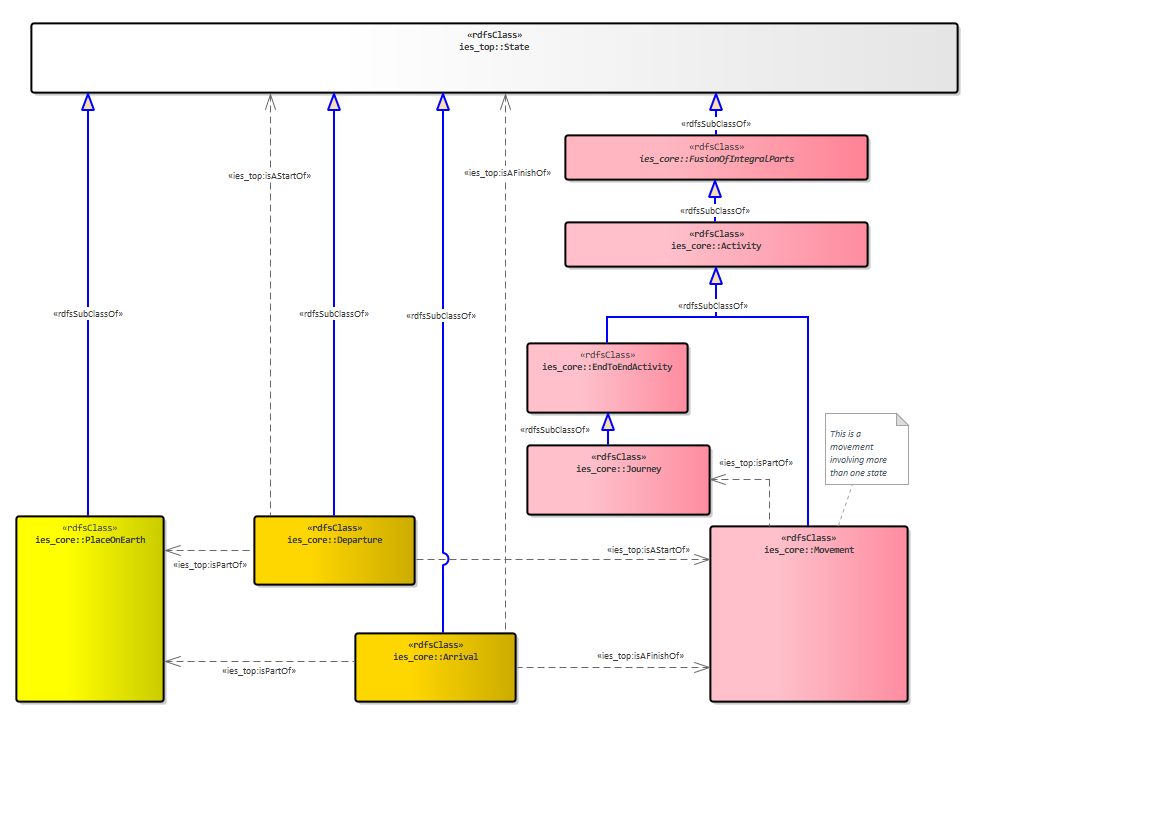 «rdfsClass»
ies_top::State
«rdfsSubClassOf»
«rdfsClass»
ies_core::FusionOfIntegralParts
«ies_top:isAStartOf»
«ies_top:isAFinishOf»
«rdfsSubClassOf»
«rdfsClass»
ies_core::Activity
«rdfsSubClassOf»
«rdfsSubClassOf»
«rdfsSubClassOf»
«rdfsSubClassOf»
«rdfsClass»
ies_core::EndToEndActivity
«rdfsSubClassOf»
«rdfsClass»
ies_core::Journey
«ies_top:isPartOf»
This is a
movement
involving more
than one state
«rdfsClass»
ies_core::PlaceOnEarth
«rdfsClass»
ies_core::Departure
«rdfsClass»
ies_core::Movement
«ies_top:isPartOf»
«ies_top:isAStartOf»
«rdfsClass»
ies_core::Arrival
«ies_top:isPartOf»
«ies_top:isAFinishOf»